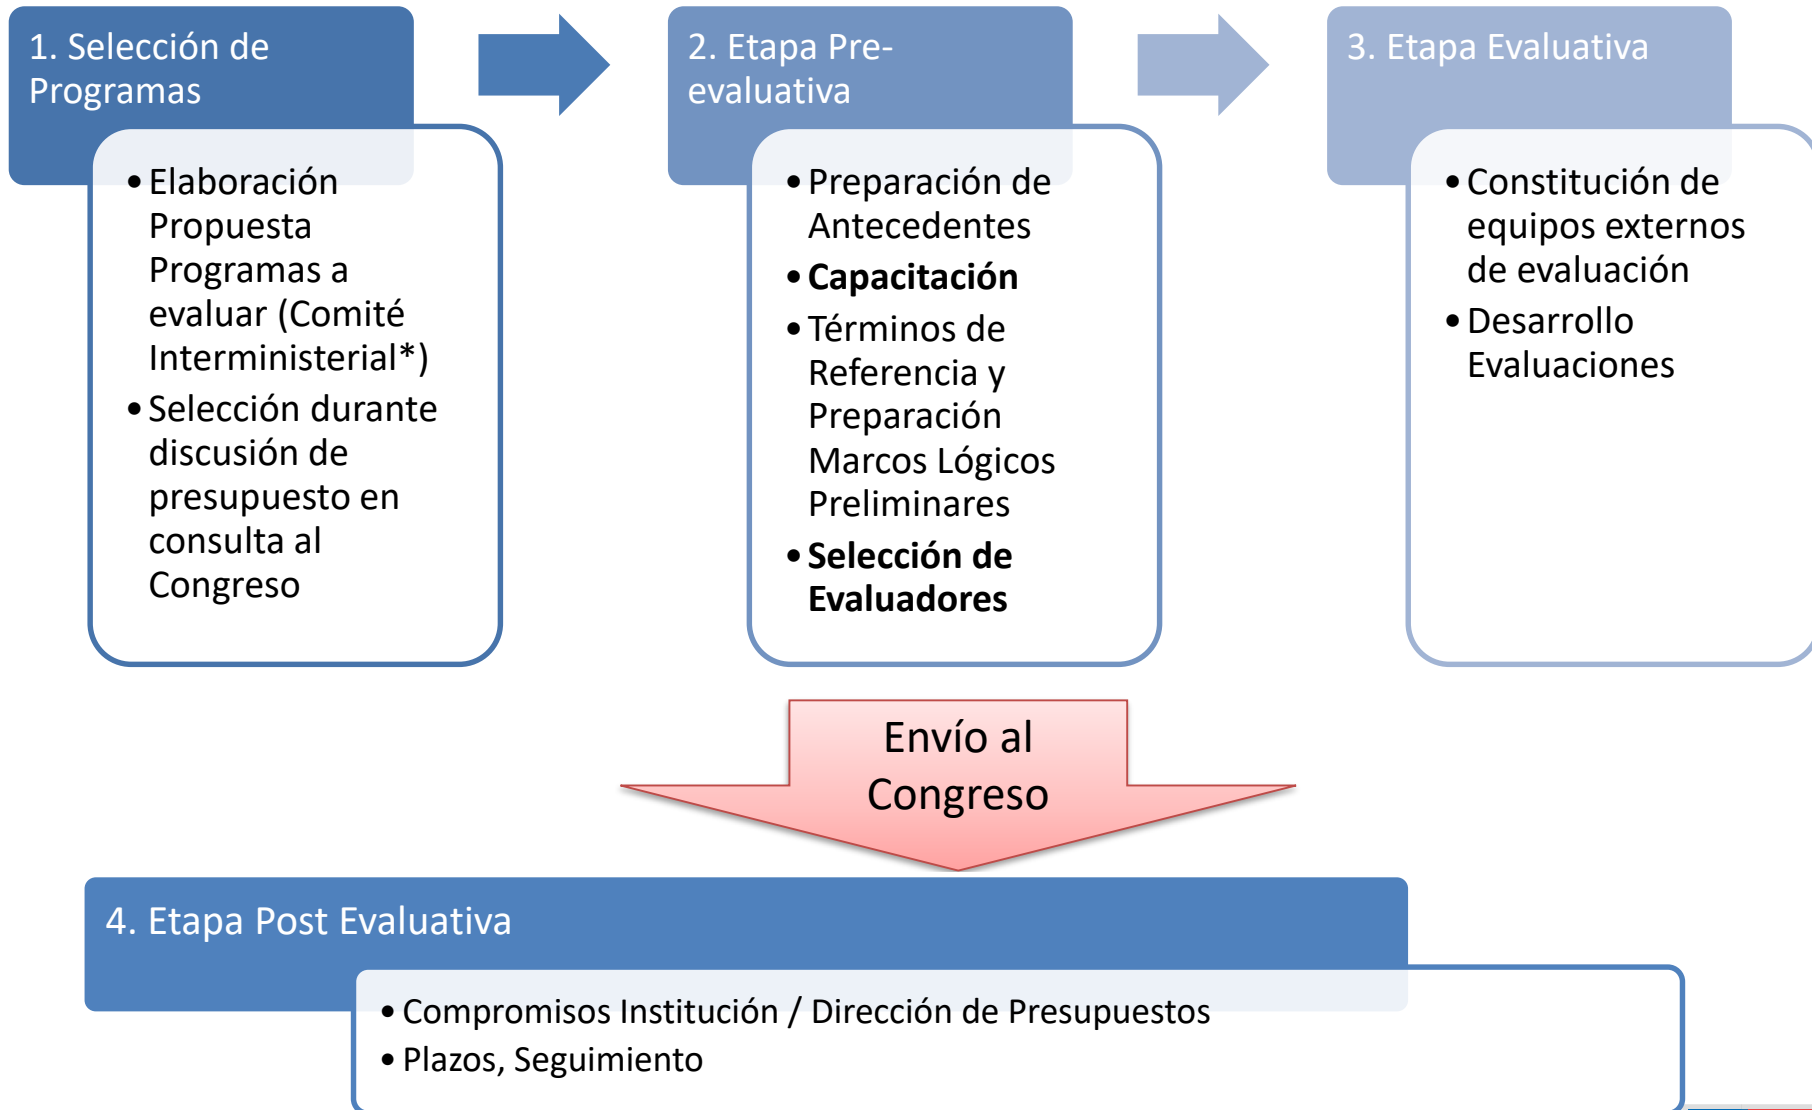 1. Selección de
Programas
• Elaboración
Propuesta
Programas a
evaluar (Comité
Interministerial*)
• Selección durante
discusión de
presupuesto en
consulta al
Congreso
2. Etapa Pre-
evaluativa
• Preparación de
Antecedentes
• Capacitación
• Términos de
Referencia y
Preparación
Marcos Lógicos
Preliminares
• Selección de
Evaluadores
3. Etapa Evaluativa
• Constitución de
equipos externos
de evaluación
• Desarrollo
Evaluaciones
Envío al
Congreso
4. Etapa Post Evaluativa
• Compromisos Institución / Dirección de Presupuestos
• Plazos, Seguimiento